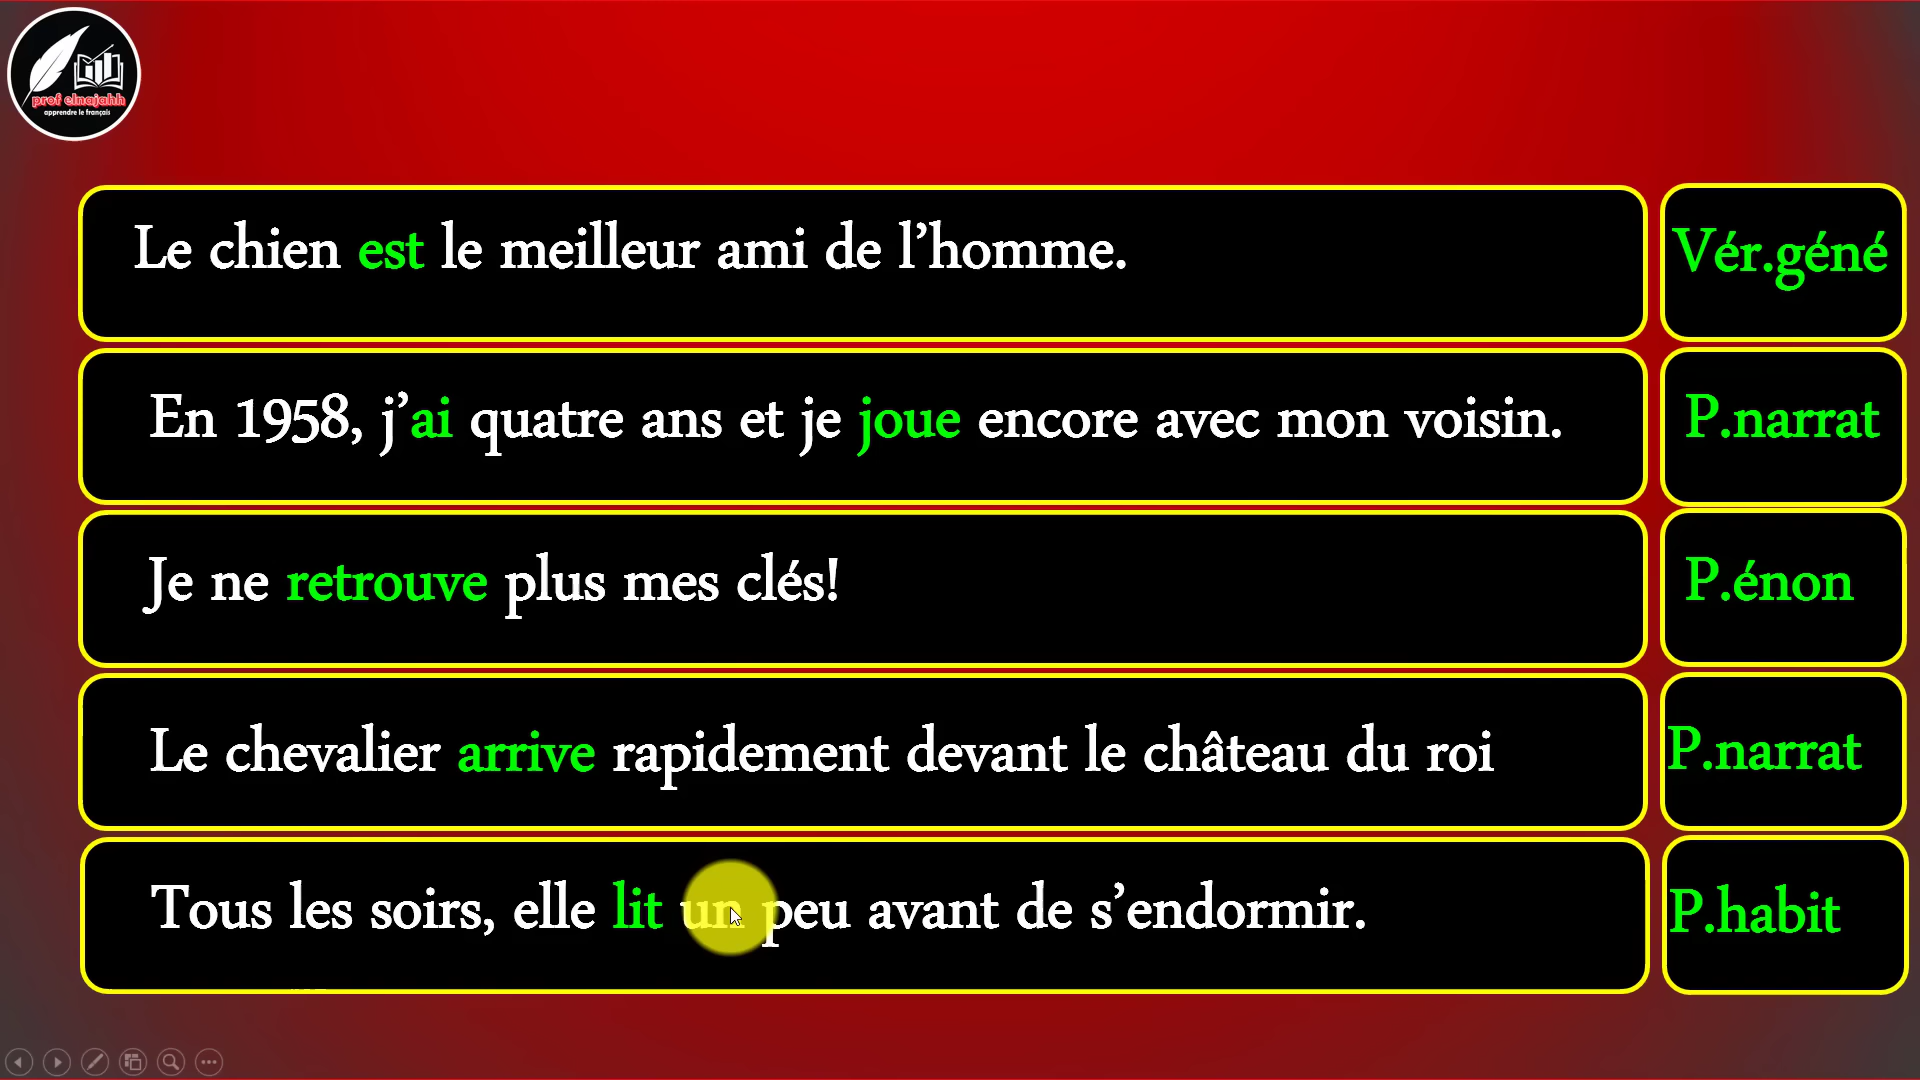 prof elnajahh
apprendre le français
Le chien est le meilleur ami de l'homme.
Vér.géné
En 1958, j'ai quatre ans et je joue encore avec mon voisin.
P.narrat
Je ne retrouve plus mes clés!
P.énon
Le chevalier arrive rapidement devant le château du roi
P.narrat
Tous les soirs, elle lit un peu avant de s'endormir.
P.habit